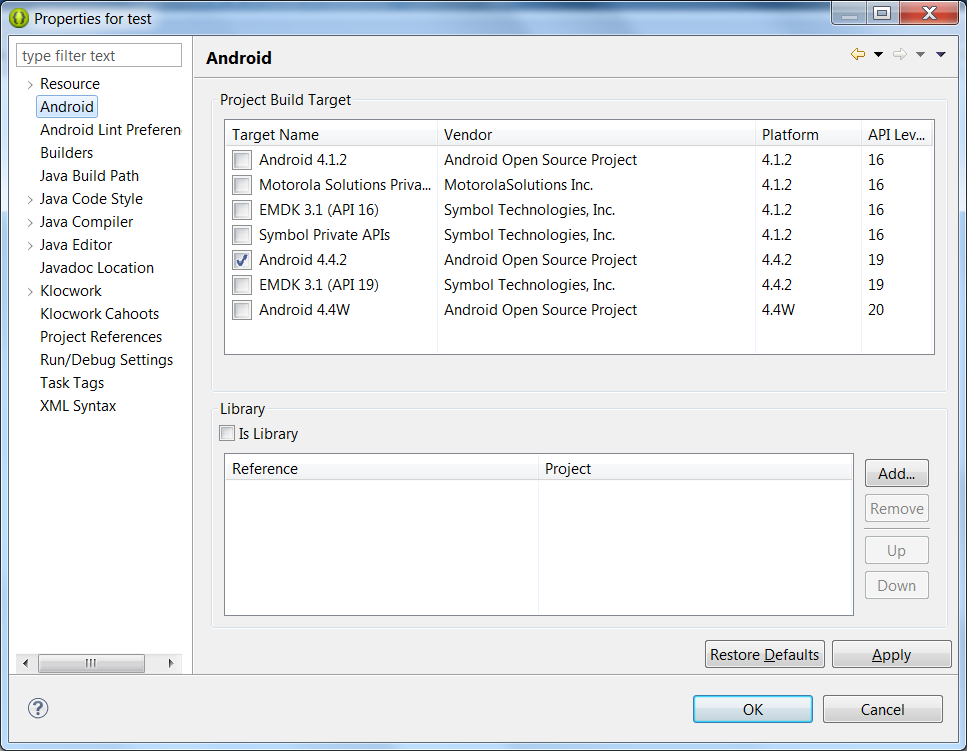 Properties for test
type filter text
Resource
Android
Android Lint Preferen
Builders
Java Build Path
Java Code Style
Java Compiler
Java Editor
Javadoc Location
Klocwork
Klocwork Cahoots
Project References
Run/Debug Settings
Task Tags
XML Syntax
Android
Project Build Target
Target Name Vendor Platform API Lev...
Android 4.1.2 Android Open Source Project 4.1.2 16
Motorola Solutions Priva... MotorolaSolutions Inc. 4.1.2 16
EMDK 3.1 (API 16) Symbol Technologies, Inc. 4.1.2 16
Symbol Private APIs Symbol Technologies, Inc. 4.1.2 16
Android 4.4.2 Android Open Source Project 4.4.2 19
EMDK 3.1 (API 19) Symbol Technologies, Inc. 4.4.2 19
Android 4.4W Android Open Source Project 4.4W 20
Library
Is Library
Reference Project
Add...
Remove
Up
Down
Restore Defaults Apply
? OK Cancel